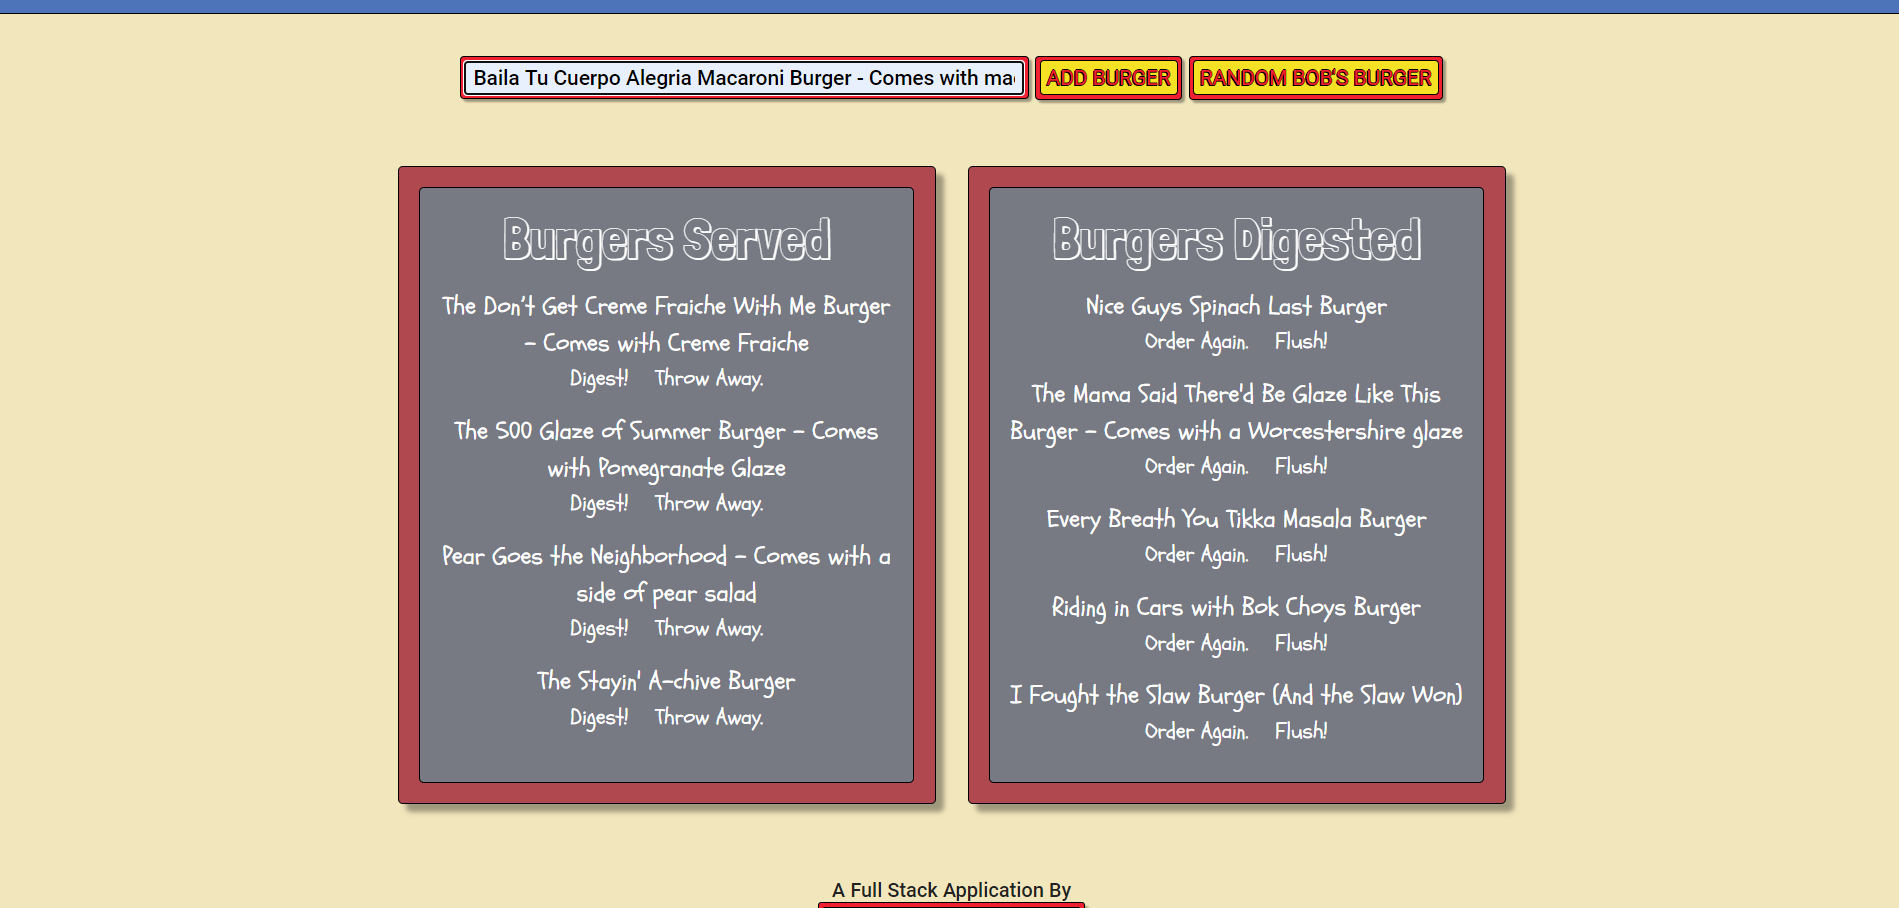 Baila Tu Cuerpo Alegria Macaroni Burger - Comes with mac
ADD BURGER
RANDOM BOB'S BURGER
Burgers Served
The Don't Get Creme Fraiche With Me Burger
- Comes with Creme Fraiche
Digest! Throw Away.
The 500 Glaze of Summer Burger - Comes
with Pomegranate Glaze
Digest! Throw Away.
Pear Goes the Neighborhood - Comes with a
side of pear salad
Digest! Throw Away.
The Stayin' A-chive Burger
Digest! Throw Away.
Burgers Digested
Nice Guys Spinach Last Burger
Order Again. Flush!
The Mama Said There'd Be Glaze Like This
Burger - Comes with a Worcestershire glaze
Order Again. Flush!
Every Breath You Tikka Masala Burger
Order Again. Flush!
Riding in Cars with Bok Choys Burger
Order Again. Flush!
I Fought the Slaw Burger (And the Slaw Won)
Order Again. Flush!
A Full Stack Application By